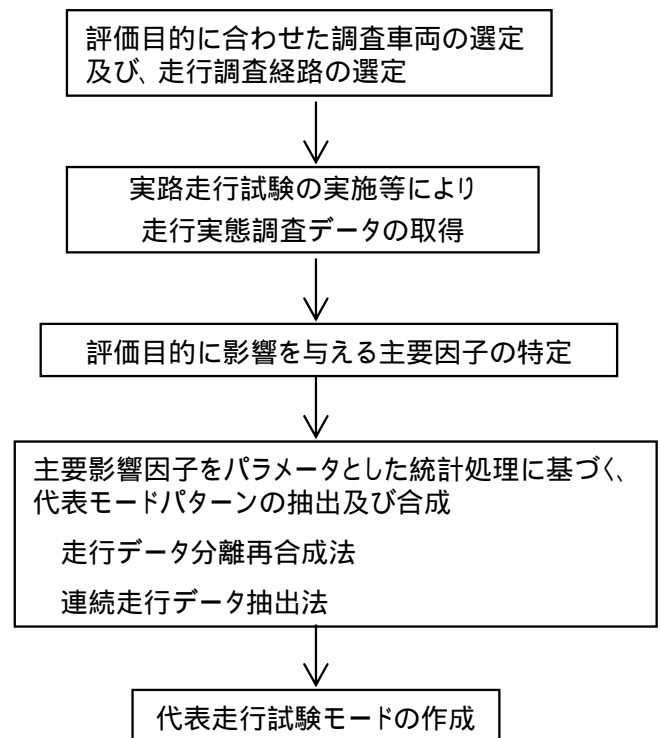 評価目的に合わせた調査車両の選定
及び、走行調査経路の選定
実路走行試験の実施等により
走行実態調査データの取得
評価目的に影響を与える主要因子の特定
主要影響因子をパラメータとした統計処理に基づく、
代表モードパターンの抽出及び合成
走行データ分離再合成法
連続走行データ抽出法
代表走行試験モードの作成